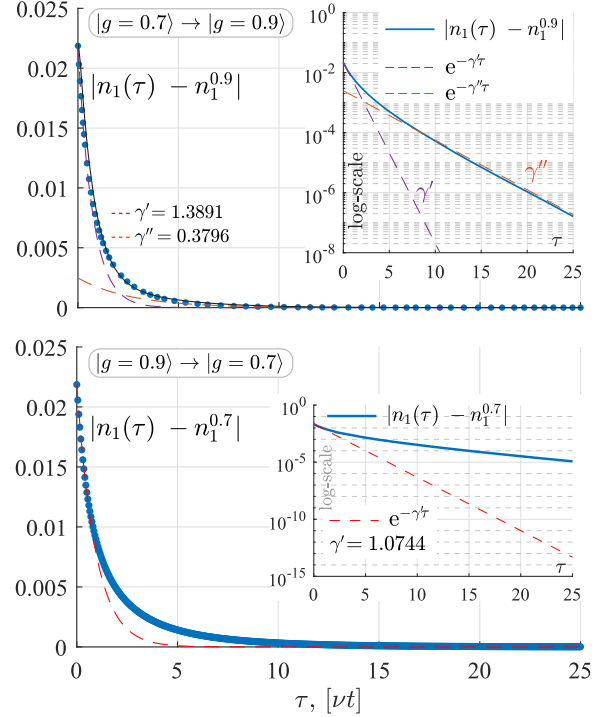 |g = 0.7⟩ → |g = 0.9⟩
|n₁(τ) − n₁^{0.9}|
γ′ = 1.3891
γ″ = 0.3796
0.025
0.02
0.015
0.01
0.005
0
|n₁(τ) − n₁^{0.9}|
e^{−γ′τ}
e^{−γ″τ}
γ″
γ′
log-scale
τ
10⁰
10⁻²
10⁻⁴
10⁻⁶
10⁻⁸
0 5 10 15 20 25
|g = 0.9⟩ → |g = 0.7⟩
|n₁(τ) − n₁^{0.7}|
0.025
0.02
0.015
0.01
0.005
0
|n₁(τ) − n₁^{0.7}|
log-scale
e^{−γ′τ}
γ′ = 1.0744
τ
10⁰
10⁻⁵
10⁻¹⁰
10⁻¹⁵
0 5 10 15 20 25
0 5 10 15 20 25
τ, [νt]